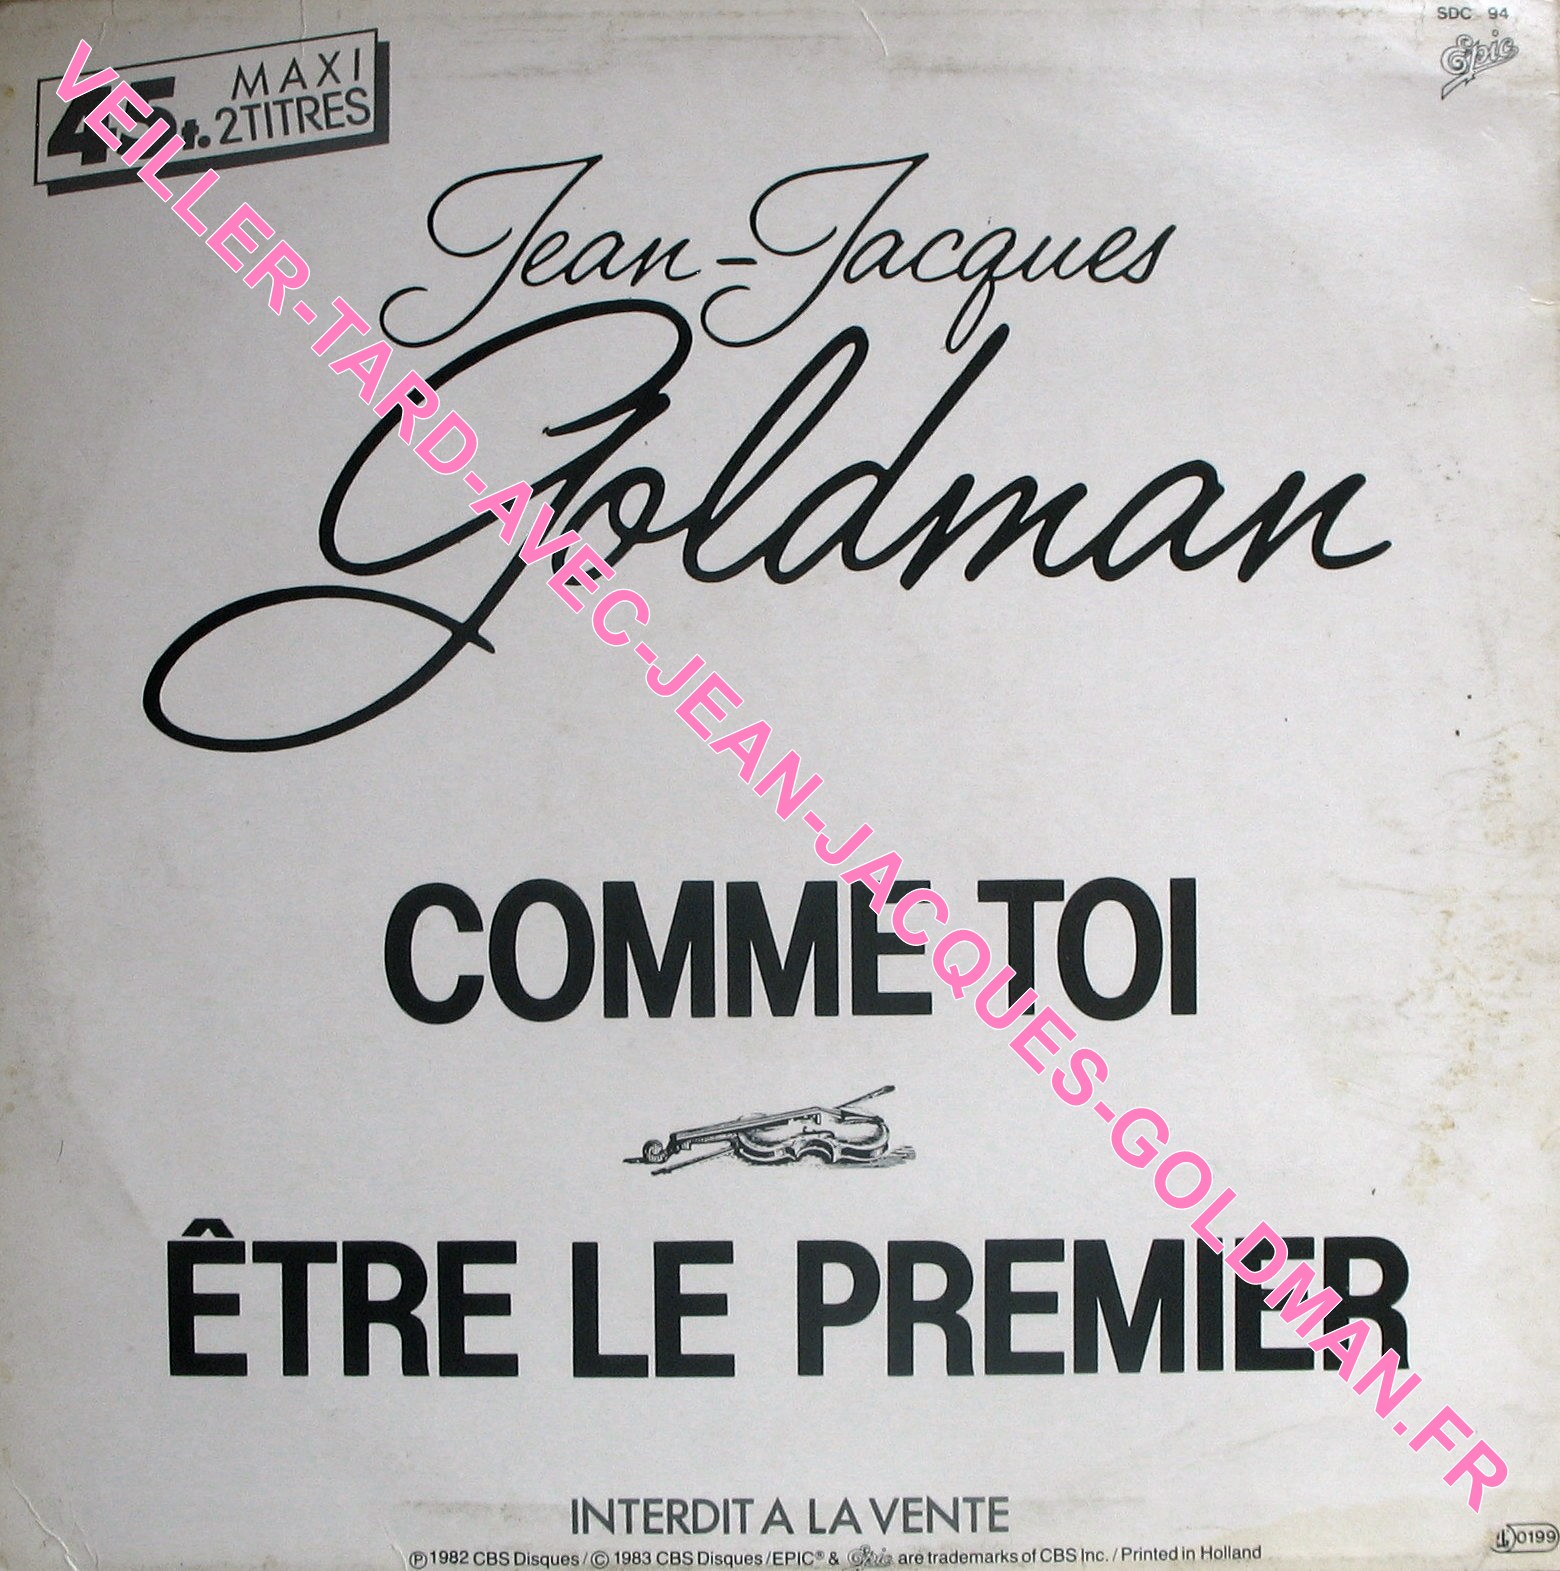 SDC 94
Epic
45t. MAXI
2 TITRES
Jean-Jacques
Goldman
COMME TOI
ÊTRE LE PREMIER
INTERDIT A LA VENTE
Ⓟ 1982 CBS Disques / © 1983 CBS Disques / EPIC® & Epic are trademarks of CBS Inc. / Printed in Holland
0199
VEILLER-TARD-AVEC-JEAN-JACQUES-GOLDMAN.FR